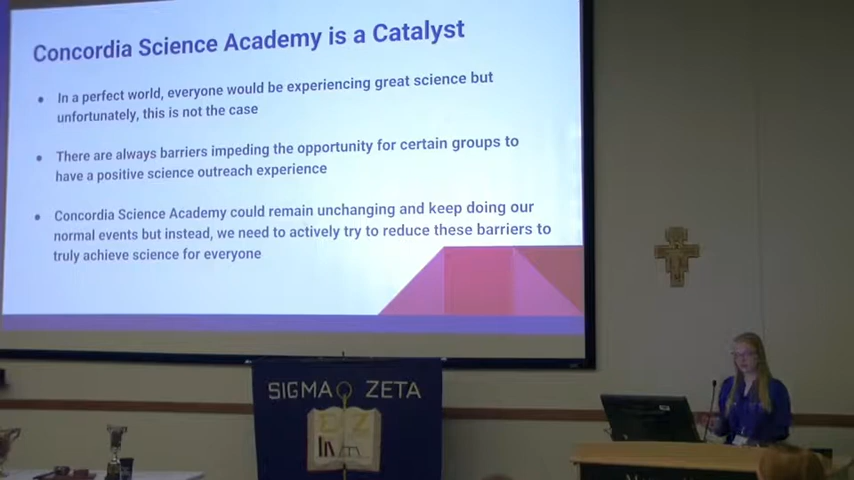 Concordia Science Academy is a Catalyst
In a perfect world, everyone would be experiencing great science but
unfortunately, this is not the case
There are always barriers impeding the opportunity for certain groups to
have a positive science outreach experience
Concordia Science Academy could remain unchanging and keep doing our
normal events but instead, we need to actively try to reduce these barriers to
truly achieve science for everyone
SIGMA ZETA
Σ Z